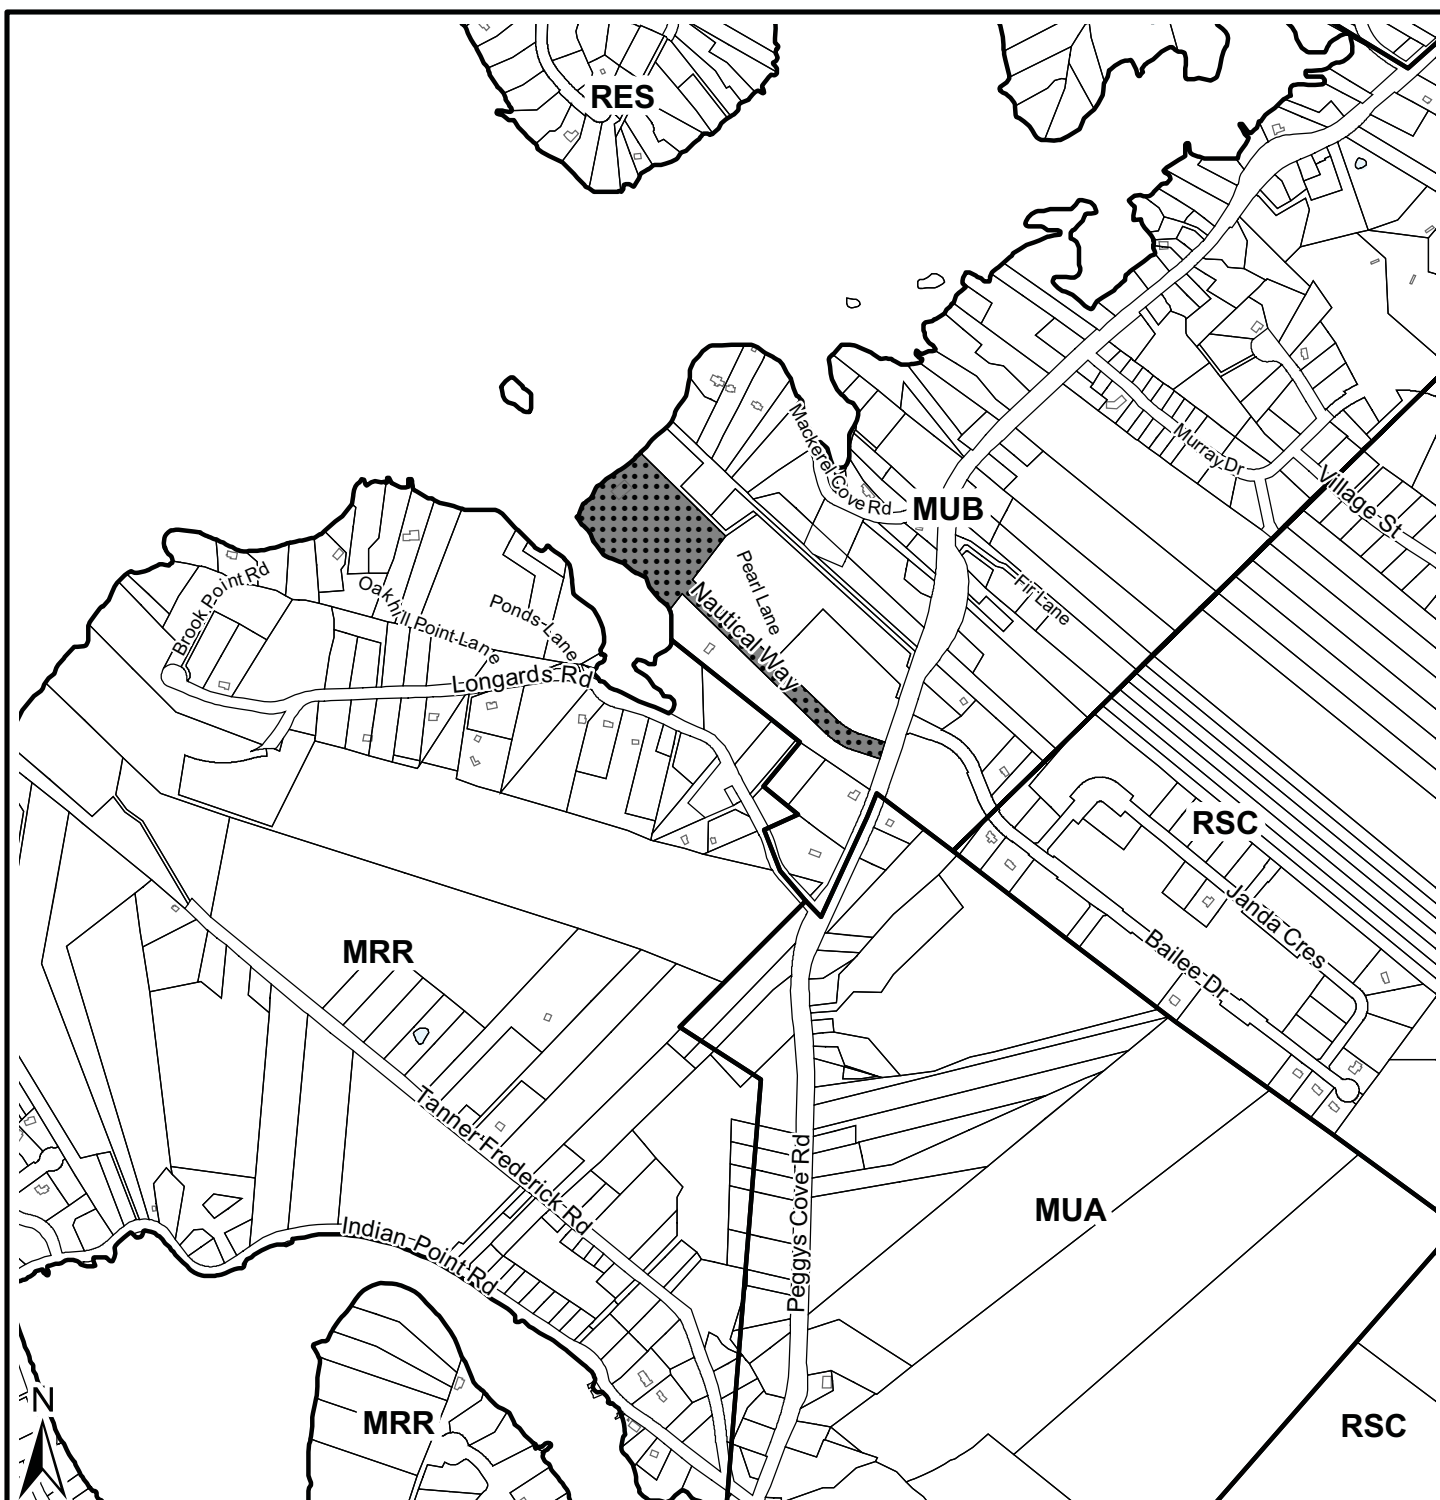 RES
Mackerel Cove Rd
Murray Dr
Village St
MUB
Pearl Lane
Fir Lane
Nautical Way
Brook Point Rd
Oakhill Point Lane
Ponds Lane
Longards Rd
RSC
Janda Cres
Bailee Dr
MRR
Tanner Frederick Rd
Peggys Cove Rd
MUA
Indian Point Rd
N
MRR
RSC